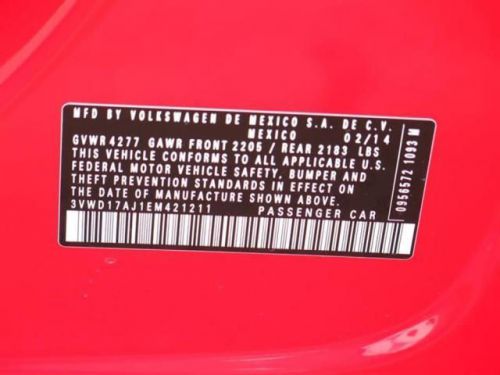 MFD BY VOLKSWAGEN DE MEXICO S.A. DE C.V.
MEXICO 02/14
GVWR 4277 GAWR FRONT 2205 / REAR 2183 LBS
THIS VEHICLE CONFORMS TO ALL APPLICABLE U.S.
FEDERAL MOTOR VEHICLE SAFETY, BUMPER AND
THEFT PREVENTION STANDARDS IN EFFECT ON
THE DATE OF MANUFACTURE SHOWN ABOVE.
3VWD17AJ1EM421211 PASSENGER CAR
0956572 1093 M